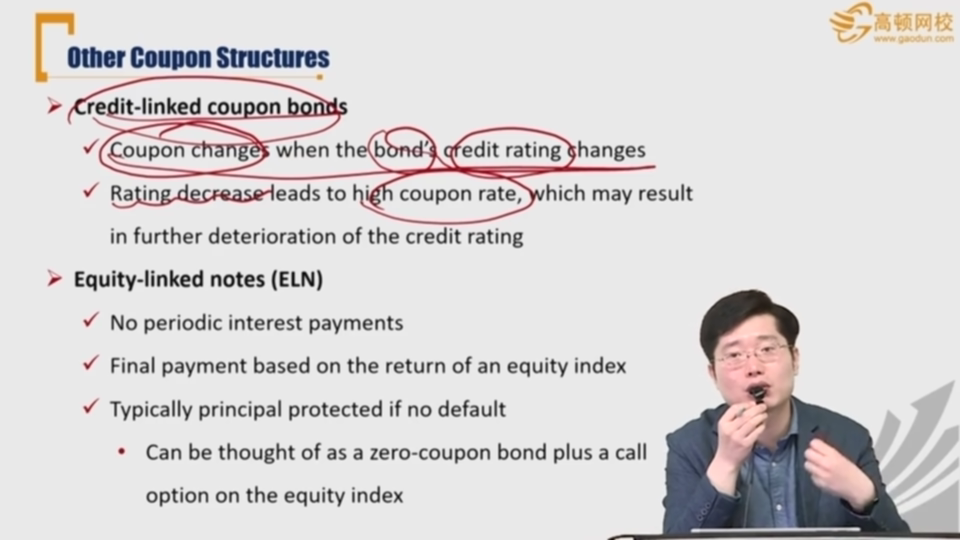 Other Coupon Structures
高顿网校
www.gaodun.com
Credit-linked coupon bonds
Coupon changes when the bond's credit rating changes
Rating decrease leads to high coupon rate, which may result
in further deterioration of the credit rating
Equity-linked notes (ELN)
No periodic interest payments
Final payment based on the return of an equity index
Typically principal protected if no default
Can be thought of as a zero-coupon bond plus a call
option on the equity index